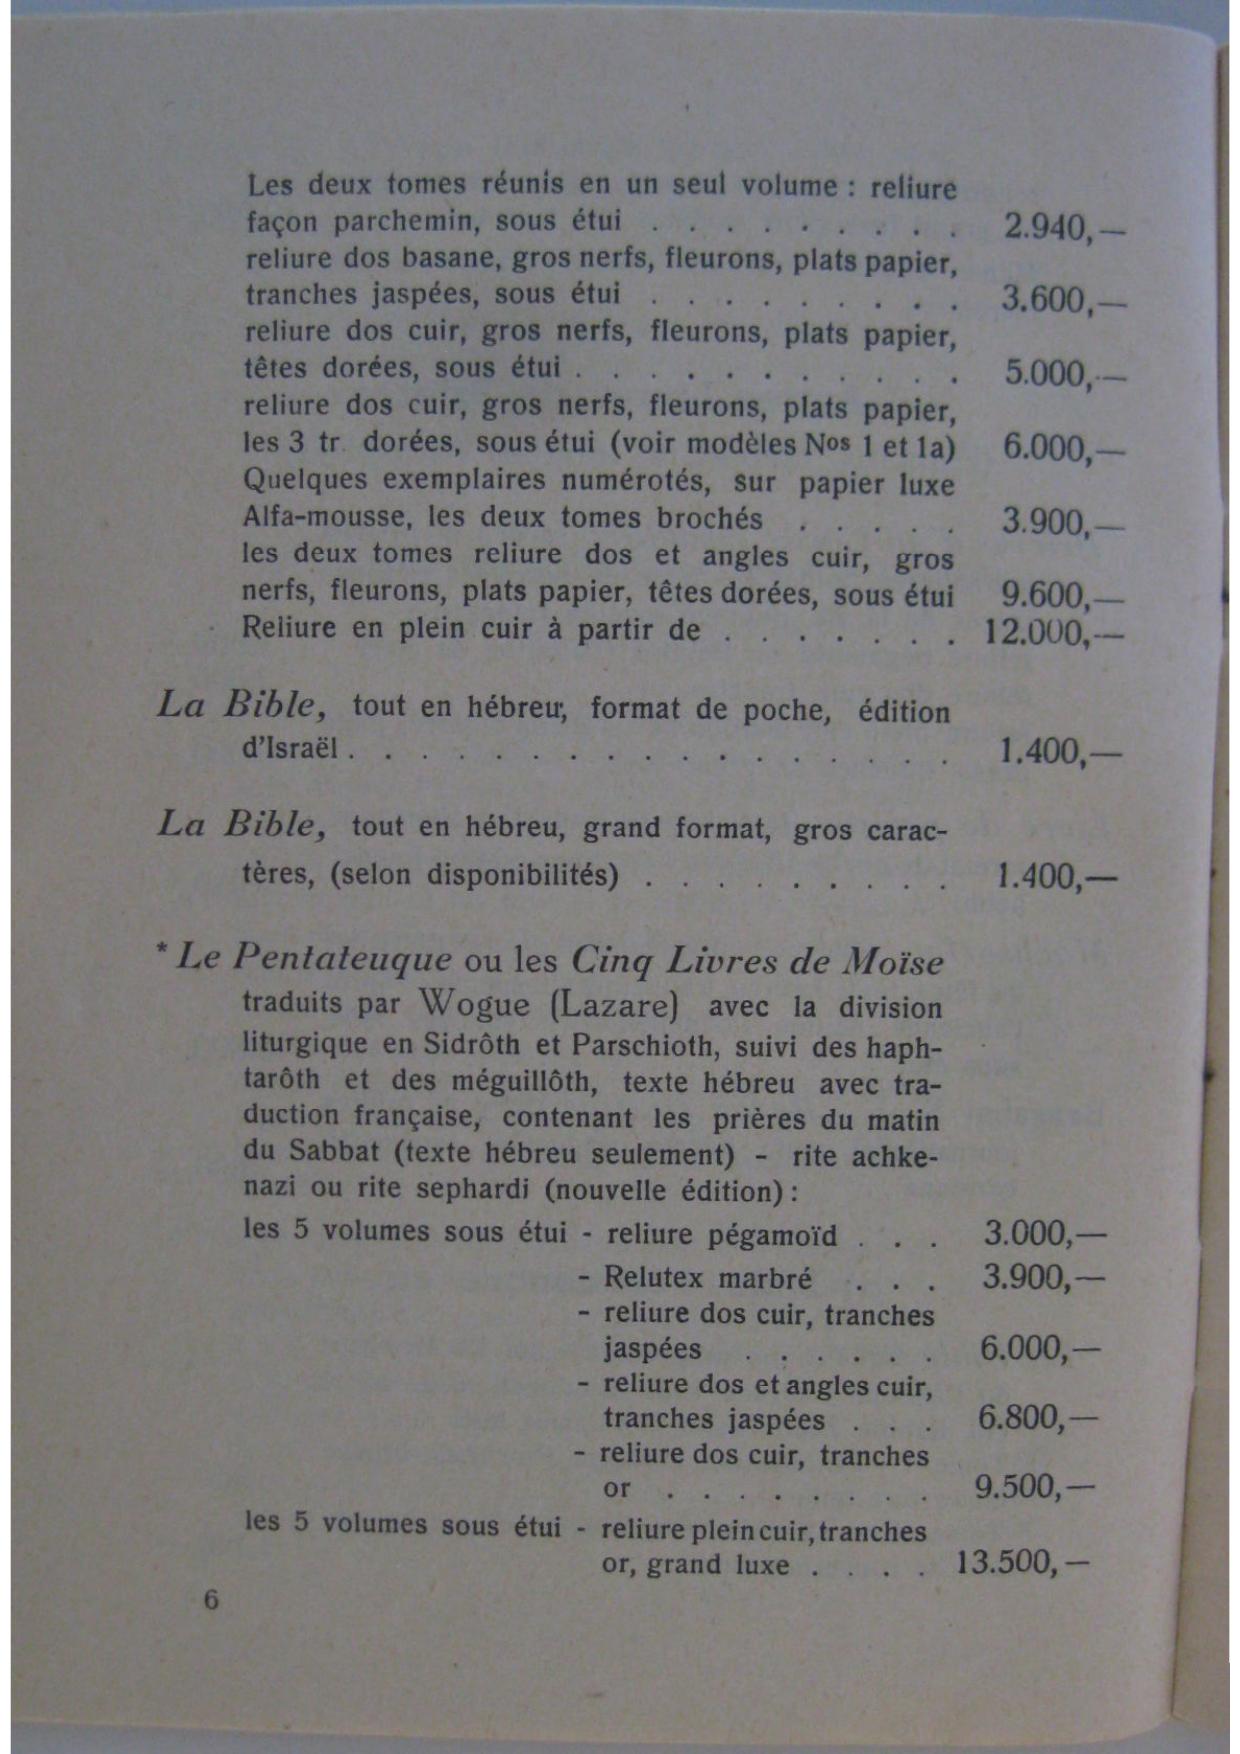 Les deux tomes réunis en un seul volume : reliure
façon parchemin, sous étui . . . . . . . . . 2.940,—
reliure dos basane, gros nerfs, fleurons, plats papier,
tranches jaspées, sous étui . . . . . . . . . 3.600,—
reliure dos cuir, gros nerfs, fleurons, plats papier,
têtes dorées, sous étui . . . . . . . . . . . 5.000,—
reliure dos cuir, gros nerfs, fleurons, plats papier,
les 3 tr. dorées, sous étui (voir modèles Nos 1 et 1a) 6.000,—
Quelques exemplaires numérotés, sur papier luxe
Alfa-mousse, les deux tomes brochés . . . . . 3.900,—
les deux tomes reliure dos et angles cuir, gros
nerfs, fleurons, plats papier, têtes dorées, sous étui 9.600,—
Reliure en plein cuir à partir de . . . . . . . 12.000,—
La Bible, tout en hébreu, format de poche, édition
d'Israël . . . . . . . . . . . . . . . . . 1.400,—
La Bible, tout en hébreu, grand format, gros carac-
tères, (selon disponibilités) . . . . . . . . . 1.400,—
* Le Pentateuque ou les Cinq Livres de Moïse
traduits par Wogue (Lazare) avec la division
liturgique en Sidrôth et Parschioth, suivi des haph-
tarôth et des méguillôth, texte hébreu avec tra-
duction française, contenant les prières du matin
du Sabbat (texte hébreu seulement) - rite achke-
nazi ou rite sephardi (nouvelle édition) :
les 5 volumes sous étui - reliure pégamoïd . . . 3.000,—
- Relutex marbré . . . 3.900,—
- reliure dos cuir, tranches
jaspées . . . . . . 6.000,—
- reliure dos et angles cuir,
tranches jaspées . . . 6.800,—
- reliure dos cuir, tranches
or . . . . . . . . 9.500,—
les 5 volumes sous étui - reliure plein cuir, tranches
or, grand luxe . . . . 13.500,—
6